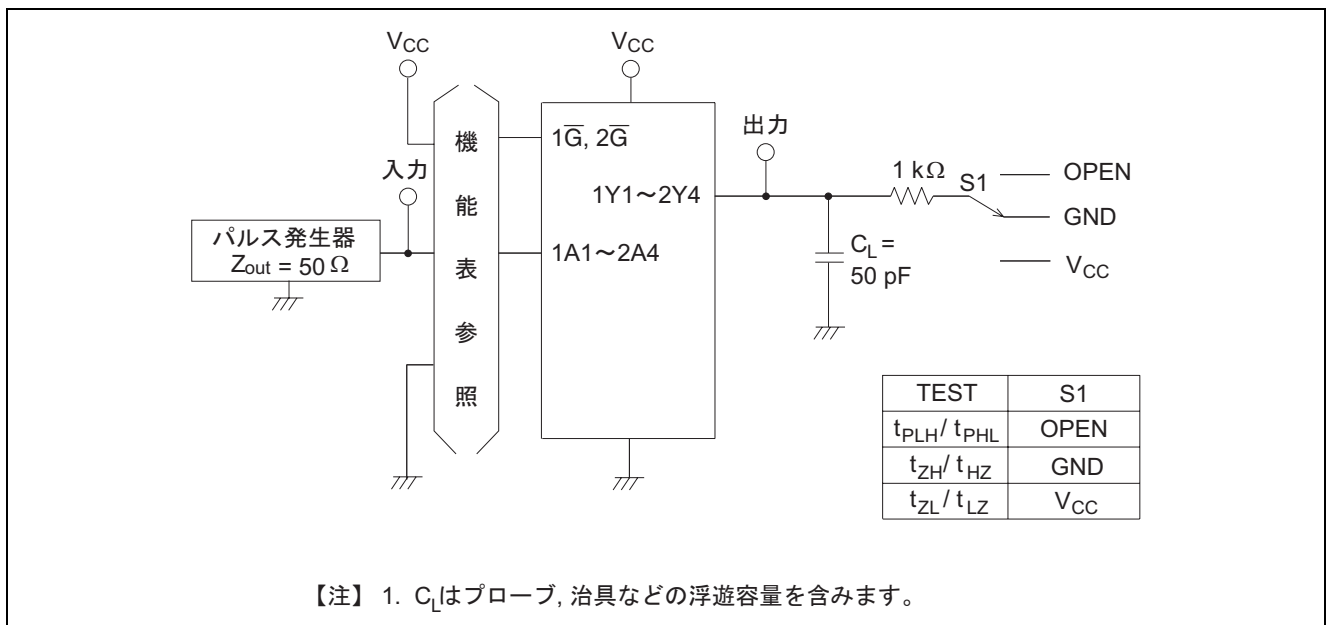 VCC
VCC
入力
パルス発生器
Zout = 50 Ω
機能表参照
1G̅, 2G̅
1Y1～2Y4
1A1～2A4
出力
1 kΩ
S1
OPEN
GND
VCC
CL =
50 pF
TEST S1
tPLH / tPHL OPEN
tZH / tHZ GND
tZL / tLZ VCC
【注】 1. CLはプローブ, 治具などの浮遊容量を含みます。